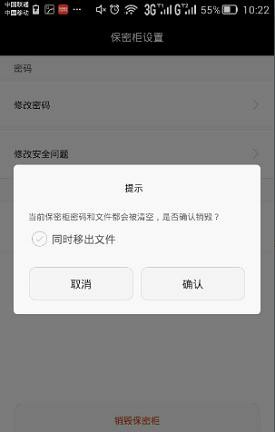 中国联通
中国移动
3G G 55% 10:22
保密柜设置
密码
修改密码
修改安全问题
提示
当前保密柜密码和文件都会被清空，是否确认销毁？
同时移出文件
取消 确认
销毁保密柜